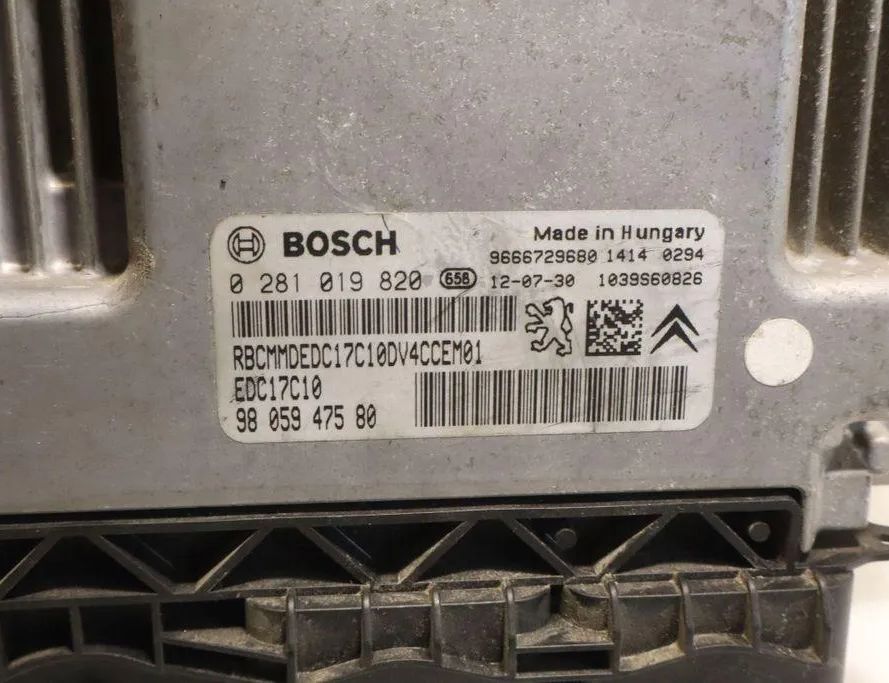 BOSCH
Made in Hungary
9666729680 1414 0294
0 281 019 820 658 12-07-30 1039S60826
RBCMMDEDC17C10DV4CCEM01
EDC17C10
98 059 475 80